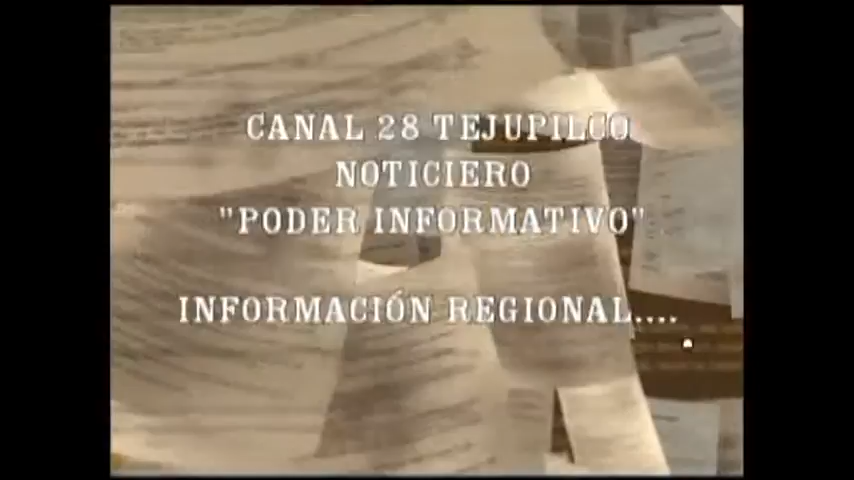 CANAL 28 TEJUPILCO
NOTICIERO
"PODER INFORMATIVO"
INFORMACIÓN REGIONAL....